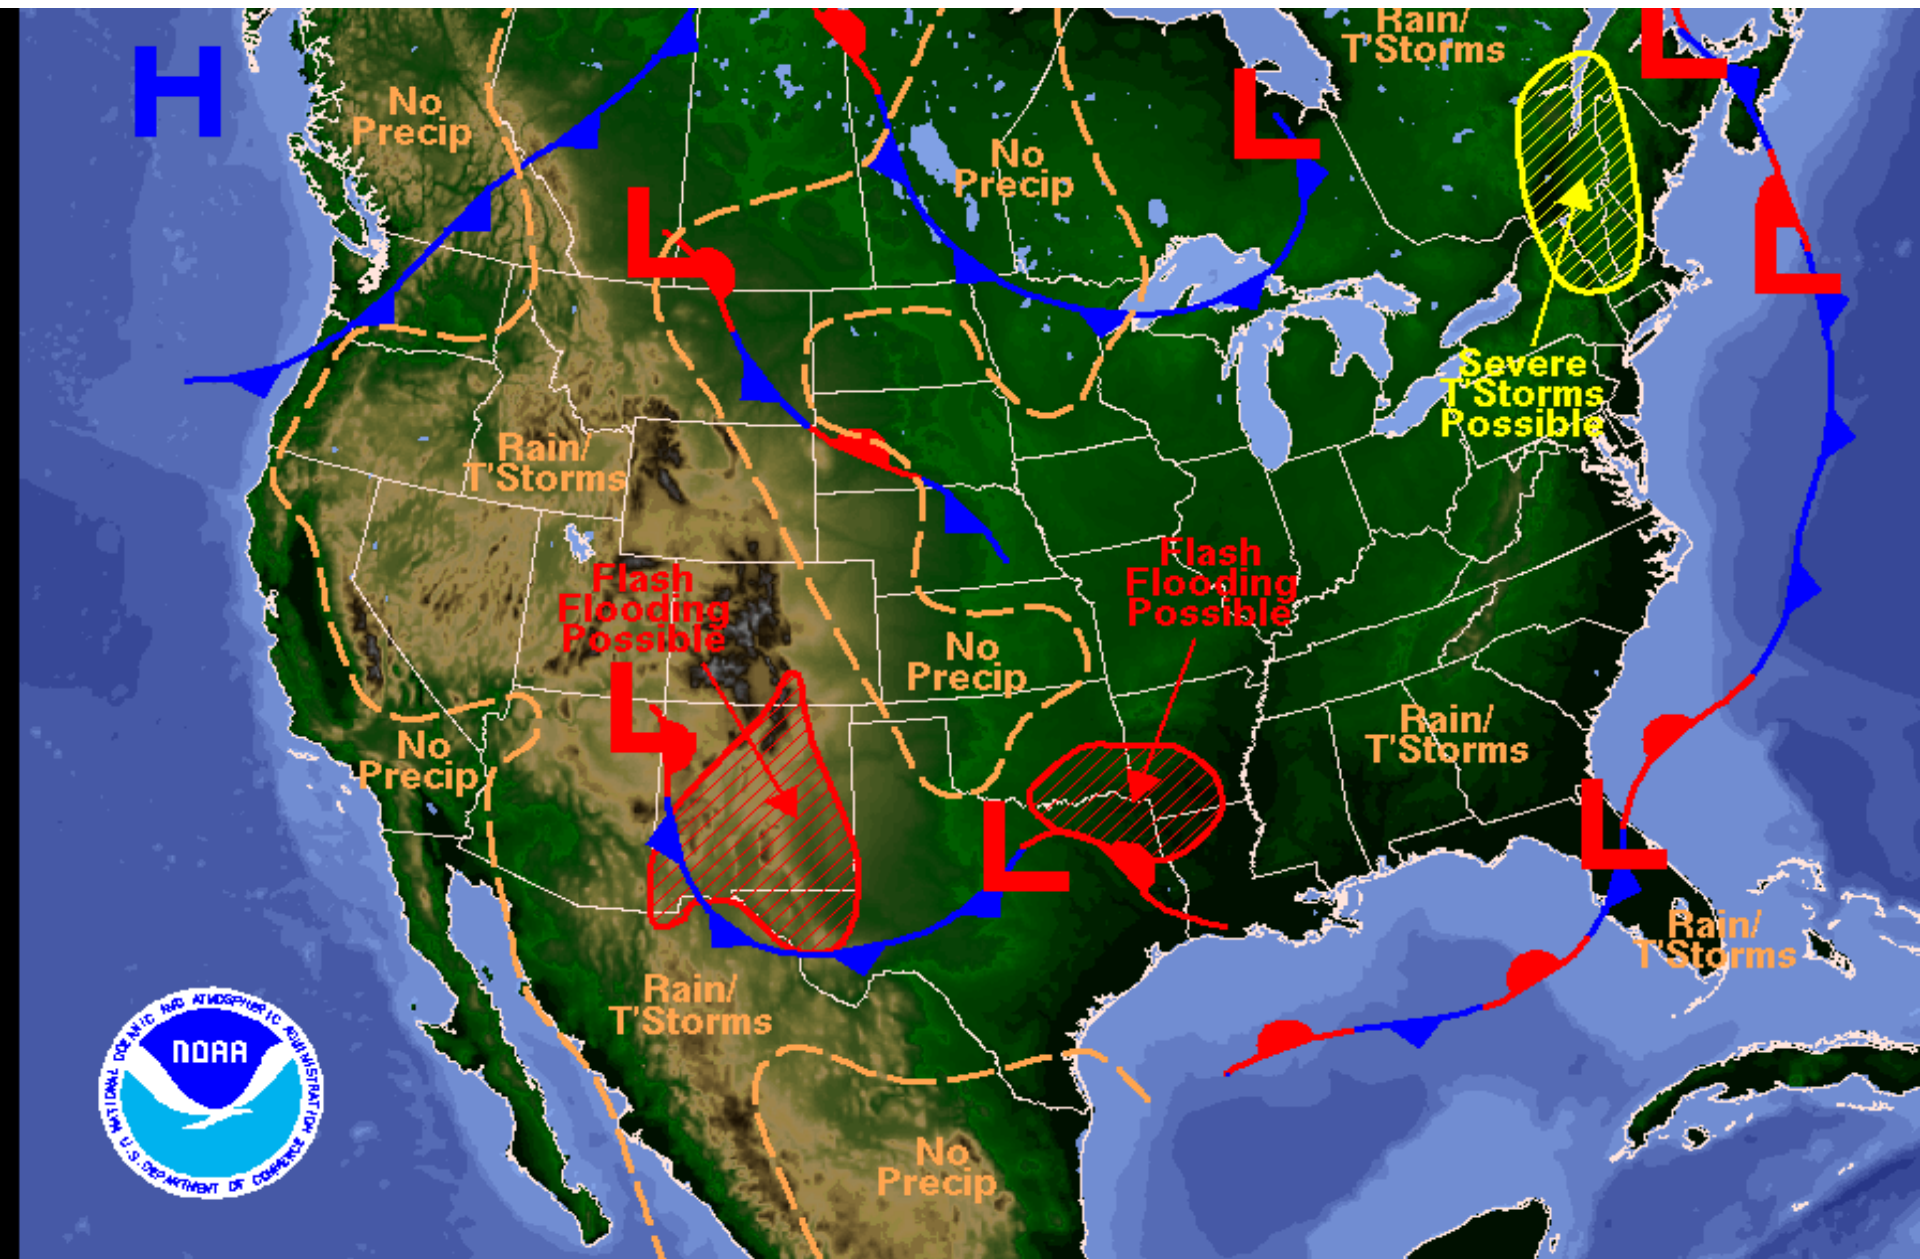 Rain/
T'Storms
H
L
No
Precip
L
No
Precip
L
L
Severe
T'Storms
Possible
Rain/
T'Storms
Flash
Flooding
Possible
Flash
Flooding
Possible
No
Precip
L
No
Precip
Rain/
T'Storms
L
L
Rain/
T'Storms
Rain/
T'Storms
NATIONAL OCEANIC AND ATMOSPHERIC ADMINISTRATION
NOAA
U.S. DEPARTMENT OF COMMERCE
No
Precip